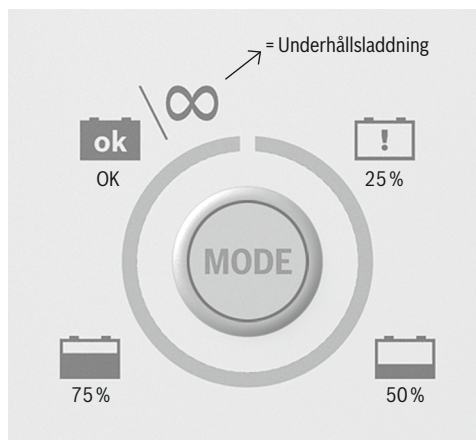 = Underhållsladdning
ok
OK
!
25 %
MODE
75 %
50 %